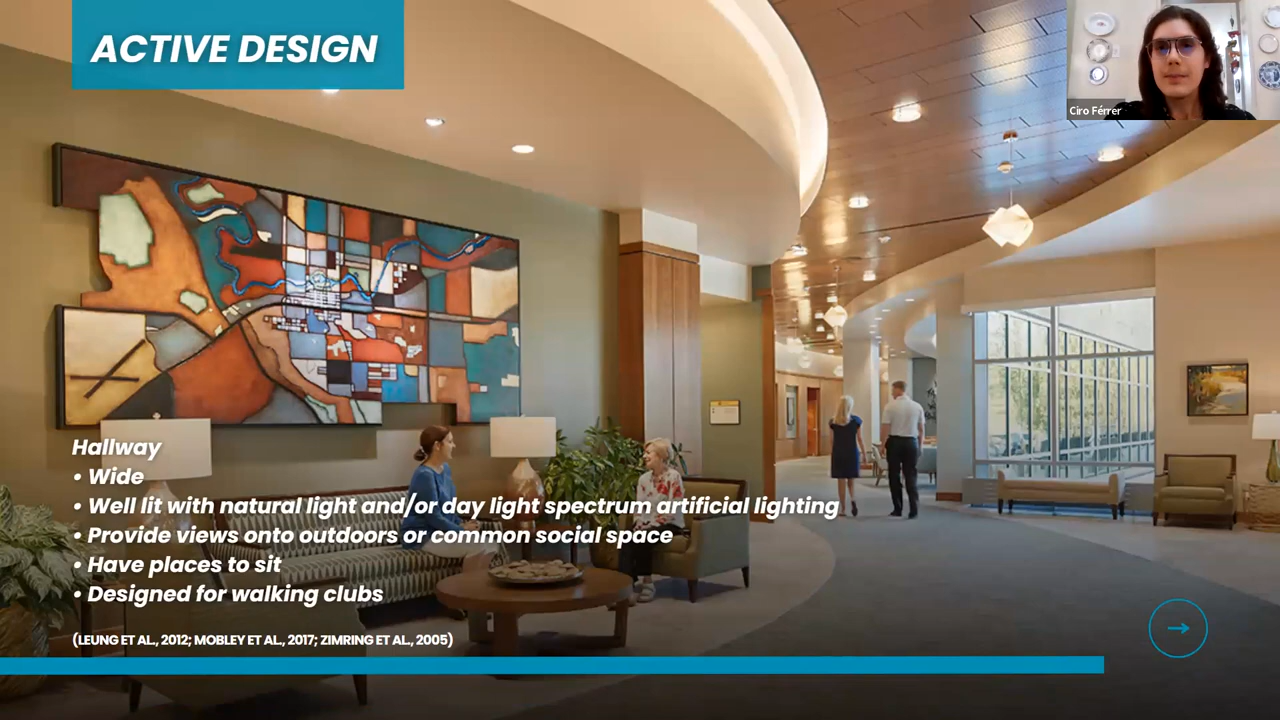 ACTIVE DESIGN
Ciro Férrer
Hallway
• Wide
• Well lit with natural light and/or day light spectrum artificial lighting
• Provide views onto outdoors or common social space
• Have places to sit
• Designed for walking clubs
(LEUNG ET AL., 2012; MOBLEY ET AL., 2017; ZIMRING ET AL., 2005)